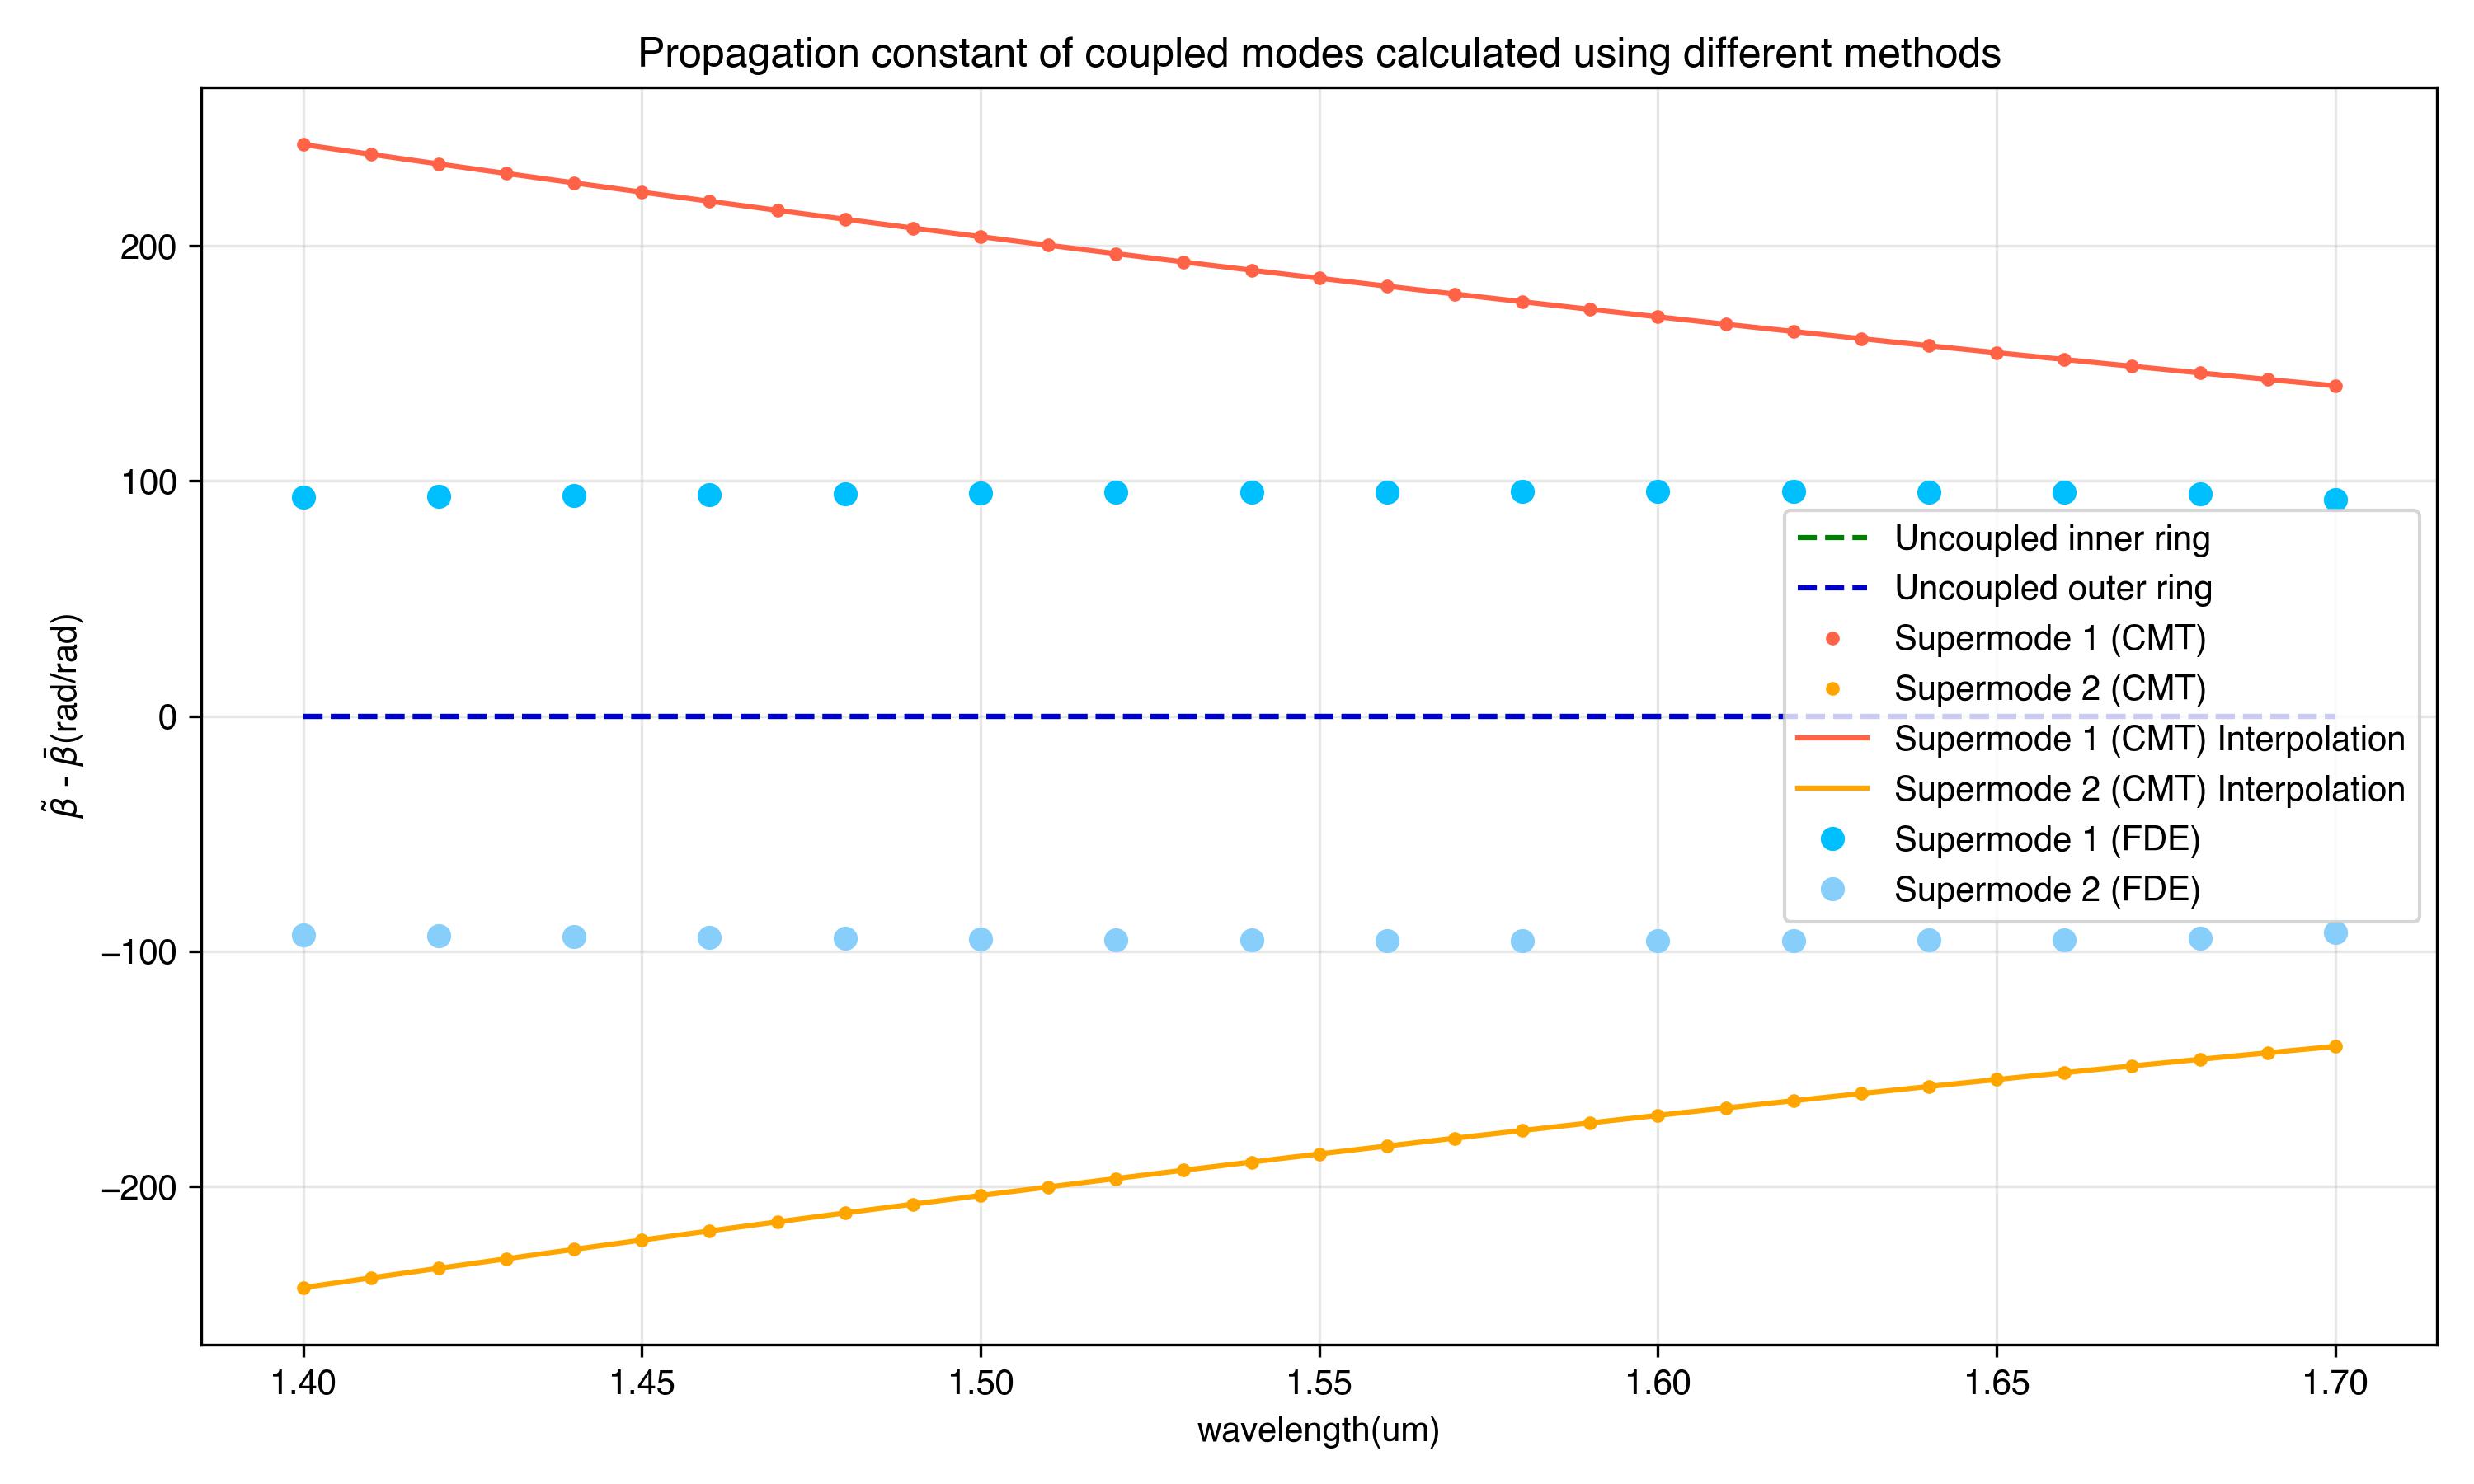 Propagation constant of coupled modes calculated using different methods
β̃ - β̄(rad/rad)
200
100
0
−100
−200
Uncoupled inner ring
Uncoupled outer ring
Supermode 1 (CMT)
Supermode 2 (CMT)
Supermode 1 (CMT) Interpolation
Supermode 2 (CMT) Interpolation
Supermode 1 (FDE)
Supermode 2 (FDE)
1.40 1.45 1.50 1.55 1.60 1.65 1.70
wavelength(um)